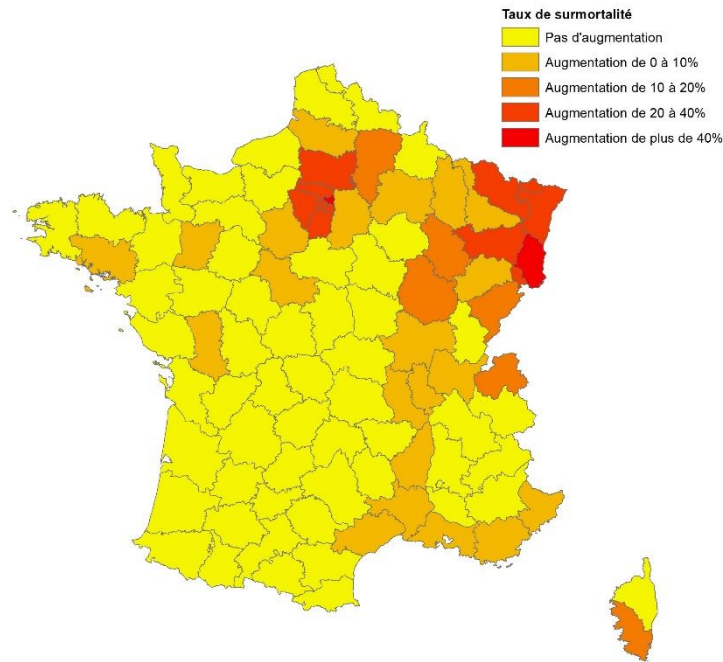 Taux de surmortalité
Pas d'augmentation
Augmentation de 0 à 10%
Augmentation de 10 à 20%
Augmentation de 20 à 40%
Augmentation de plus de 40%